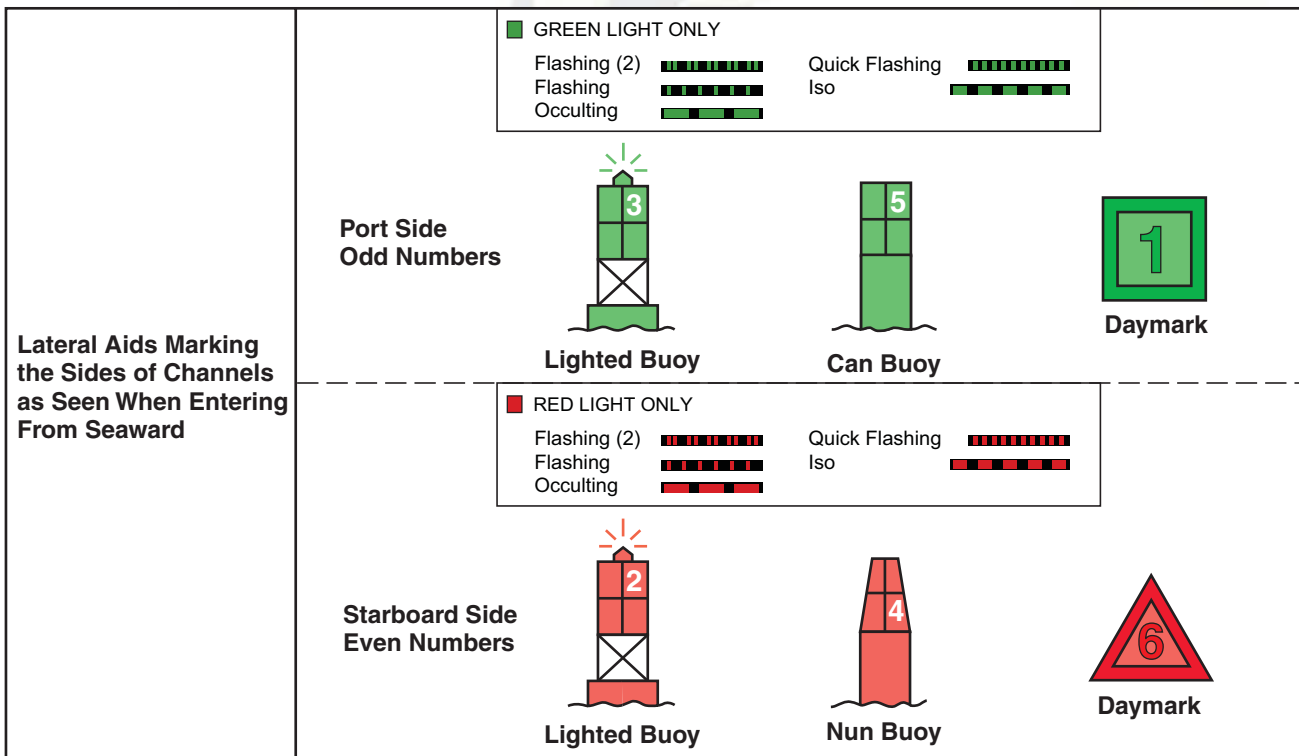 GREEN LIGHT ONLY
Flashing (2)
Quick Flashing
Flashing
Iso
Occulting
Port Side
Odd Numbers
3
5
1
Lighted Buoy
Can Buoy
Daymark
Lateral Aids Marking
the Sides of Channels
as Seen When Entering
From Seaward
RED LIGHT ONLY
Flashing (2)
Quick Flashing
Flashing
Iso
Occulting
Starboard Side
Even Numbers
2
4
6
Lighted Buoy
Nun Buoy
Daymark